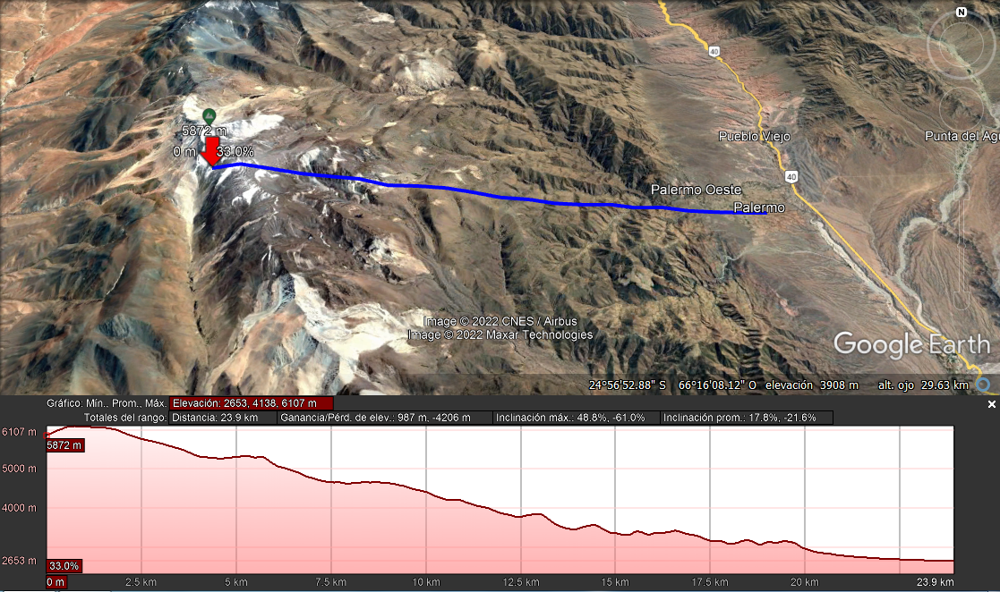 N
40
5872 m
0 m 33.0%
Pueblo Viejo
Punta del Ag
40
Palermo Oeste
Palermo
Image © 2022 CNES / Airbus
Image © 2022 Maxar Technologies
Google Earth
24°56'52.88" S 66°16'08.12" O elevación 3908 m alt. ojo 29.63 km
Gráfico: Mín., Prom., Máx. Elevación: 2653, 4138, 6107 m
Totales del rango: Distancia: 23.9 km Ganancia/Pérd. de elev.: 987 m, -4206 m Inclinación máx.: 48.8%, -61.0% Inclinación prom.: 17.8%, -21.6%
6107 m
5872 m
5000 m
4000 m
2653 m
33.0%
0 m 2.5 km 5 km 7.5 km 10 km 12.5 km 15 km 17.5 km 20 km 23.9 km